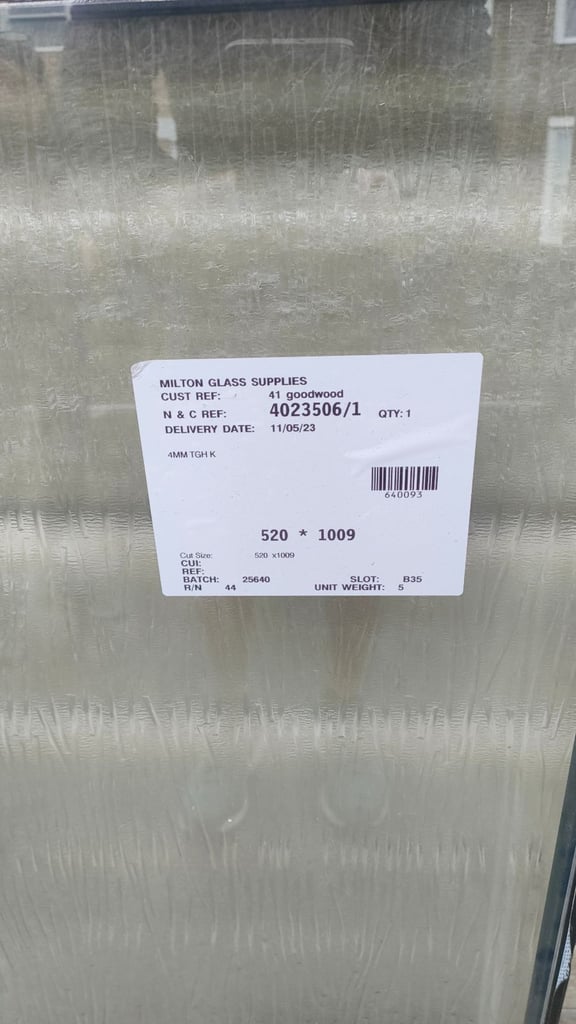 MILTON GLASS SUPPLIES
CUST REF: 41 goodwood
N & C REF: 4023506/1 QTY: 1
DELIVERY DATE: 11/05/23
4MM TGH K
640093
520 * 1009
Cut Size: 520 x1009
CUI:
REF:
BATCH: 25640 SLOT: B35
R/N 44 UNIT WEIGHT: 5